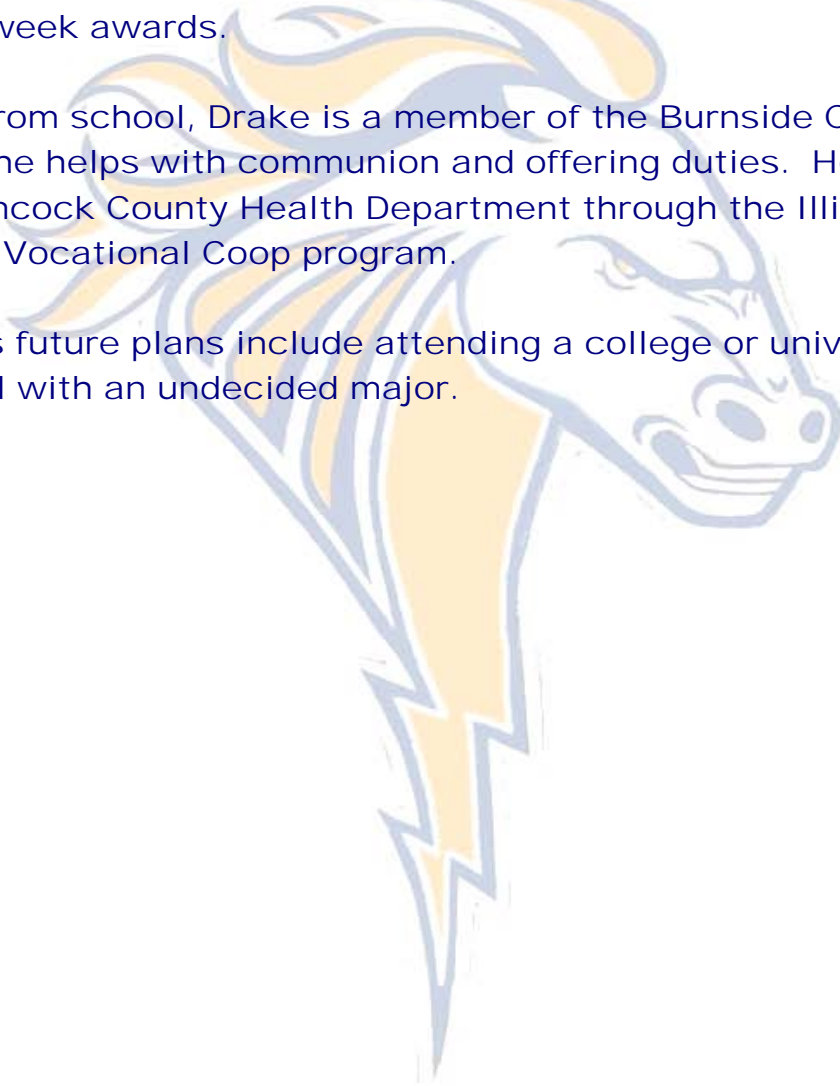 week awards.
rom school, Drake is a member of the Burnside C
he helps with communion and offering duties. H
ncock County Health Department through the Illi
Vocational Coop program.
s future plans include attending a college or univ
l with an undecided major.